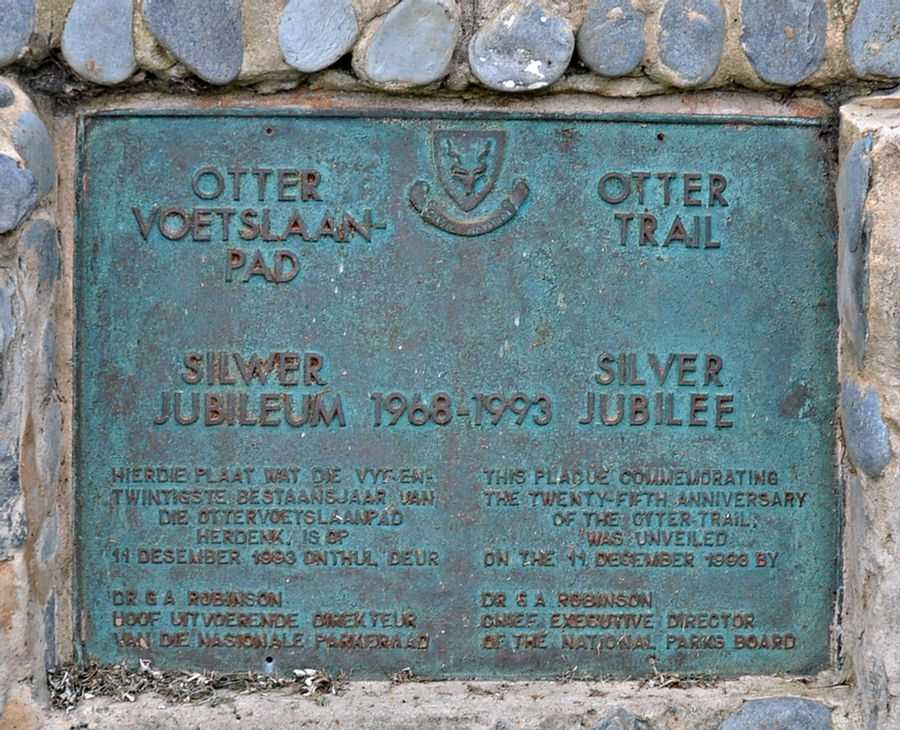 OTTER
VOETSLAAN-
PAD
OTTER
TRAIL
SILWER
JUBILEUM
1968-1993
SILVER
JUBILEE
HIERDIE PLAAT WAT DIE VYF-EN-
TWINTIGSTE BESTAANSJAAR VAN
DIE OTTERVOETSLAANPAD
HERDENK, IS OP
11 DESEMBER 1993 ONTHUL DEUR
DR G A ROBINSON
HOOF UITVOERENDE DIREKTEUR
VAN DIE NASIONALE PARKERAAD
THIS PLAQUE COMMEMORATING
THE TWENTY-FIFTH ANNIVERSARY
OF THE OTTER TRAIL,
WAS UNVEILED
ON THE 11 DECEMBER 1993 BY
DR G A ROBINSON
CHIEF EXECUTIVE DIRECTOR
OF THE NATIONAL PARKS BOARD